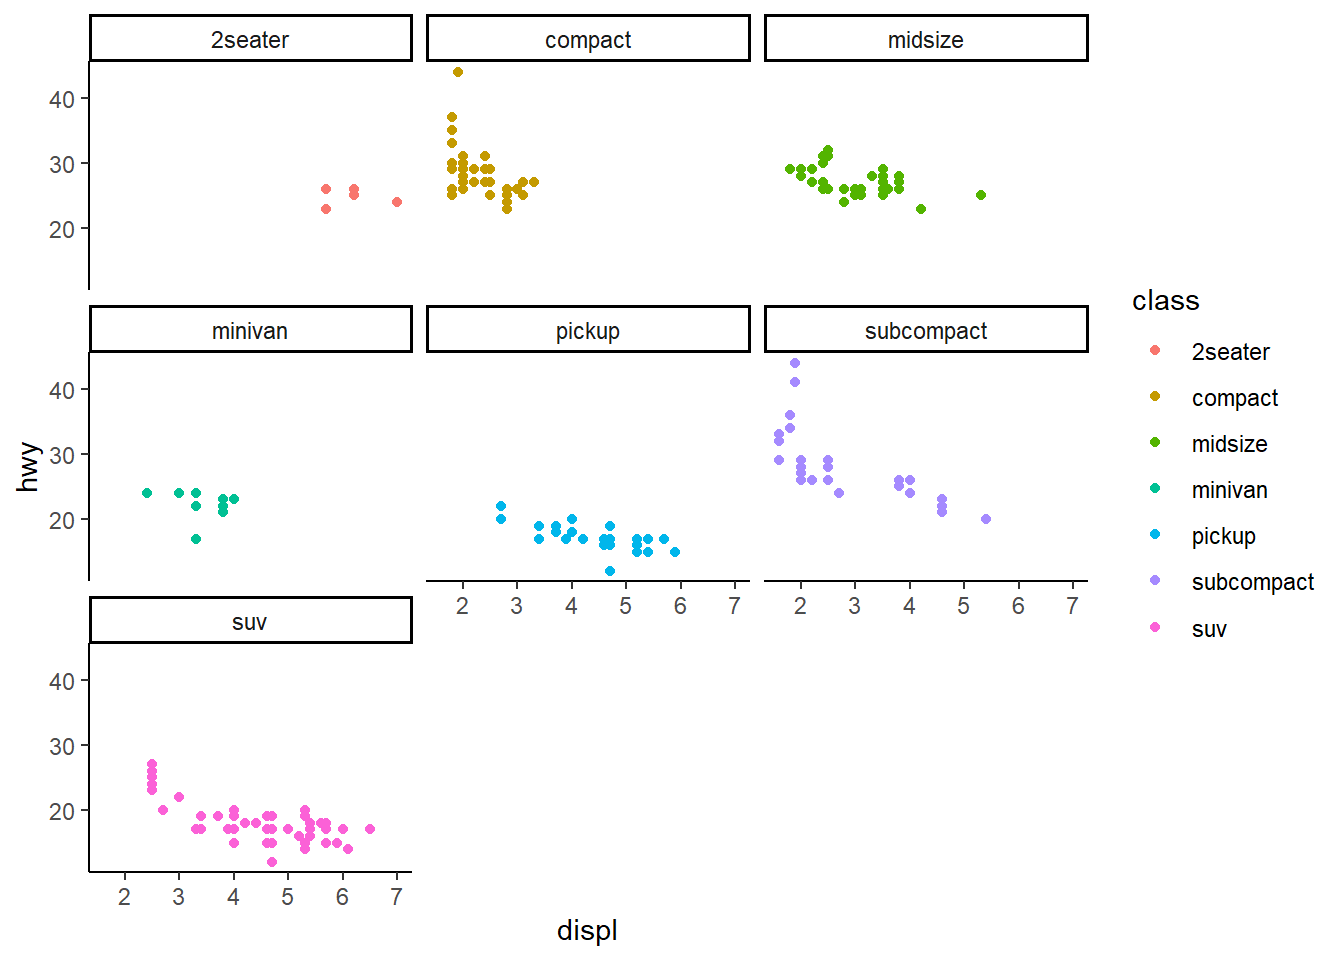 2seater
compact
midsize
40
30
20
minivan
pickup
subcompact
40
30
20
2 3 4 5 6 7
2 3 4 5 6 7
suv
40
30
20
2 3 4 5 6 7
displ
hwy
class
2seater
compact
midsize
minivan
pickup
subcompact
suv